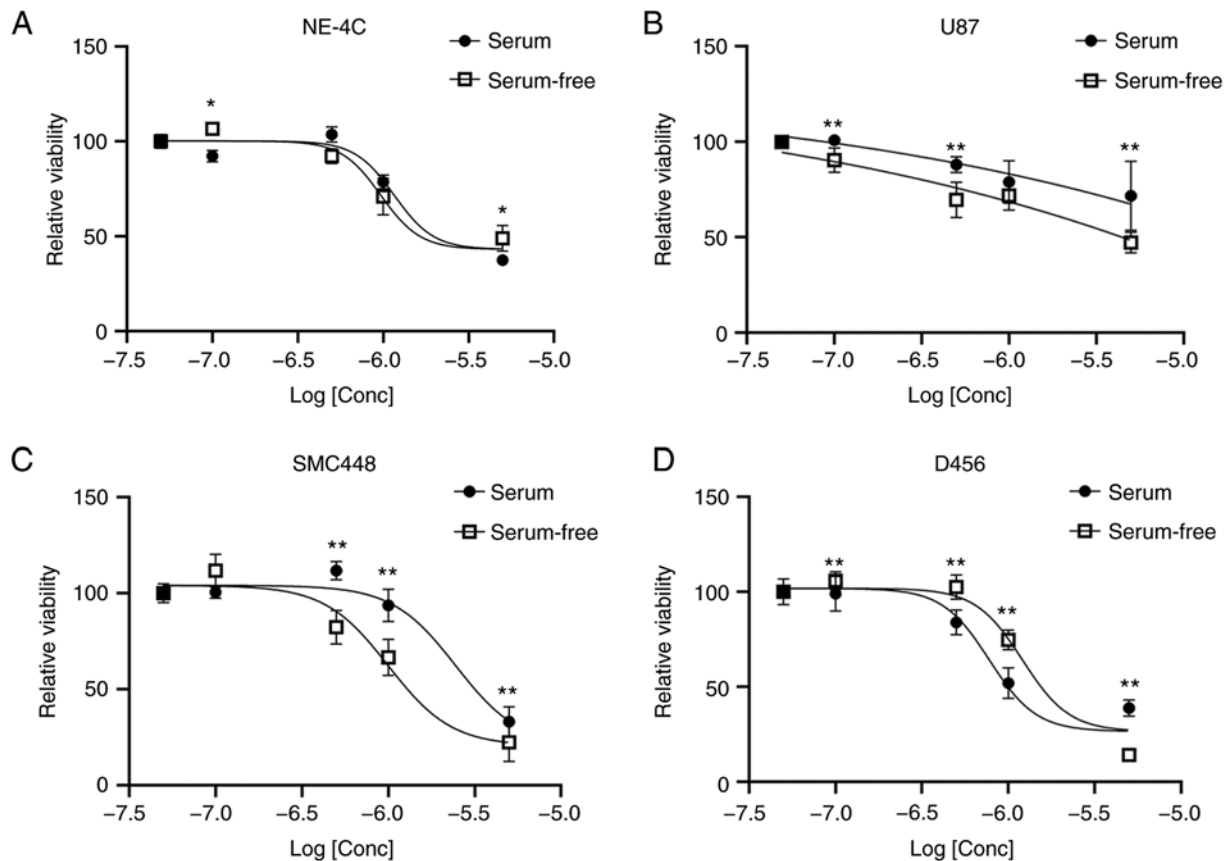 A
NE-4C
Serum
Serum-free
150
100
50
0
Relative viability
*
*
−7.5 −7.0 −6.5 −6.0 −5.5 −5.0
Log [Conc]
B
U87
Serum
Serum-free
150
100
50
0
Relative viability
**
**
**
−7.5 −7.0 −6.5 −6.0 −5.5 −5.0
Log [Conc]
C
SMC448
Serum
Serum-free
150
100
50
0
Relative viability
**
**
**
−7.5 −7.0 −6.5 −6.0 −5.5 −5.0
Log [Conc]
D
D456
Serum
Serum-free
150
100
50
0
Relative viability
**
**
**
**
−7.5 −7.0 −6.5 −6.0 −5.5 −5.0
Log [Conc]